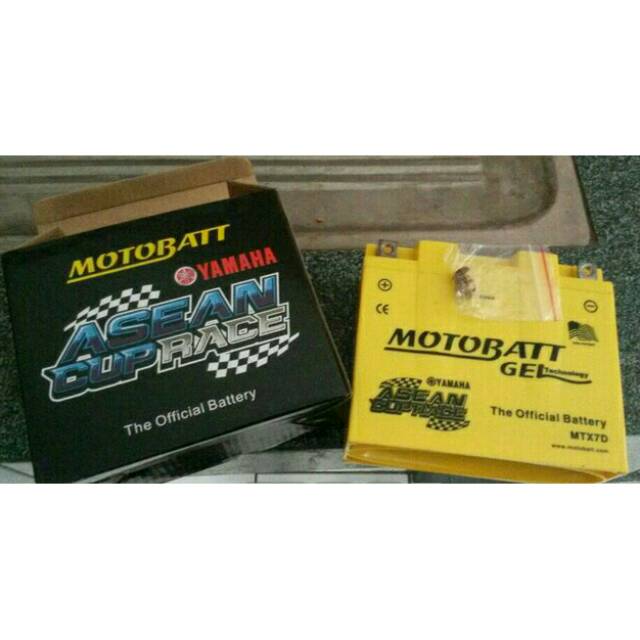 MOTOBATT
YAMAHA
ASEAN
CUP RACE
The Official Battery
+
-
CE
MOTOBATT
GEL Technology
YAMAHA
ASEAN
CUP RACE
The Official Battery
MTX7D
www.motobatt.com